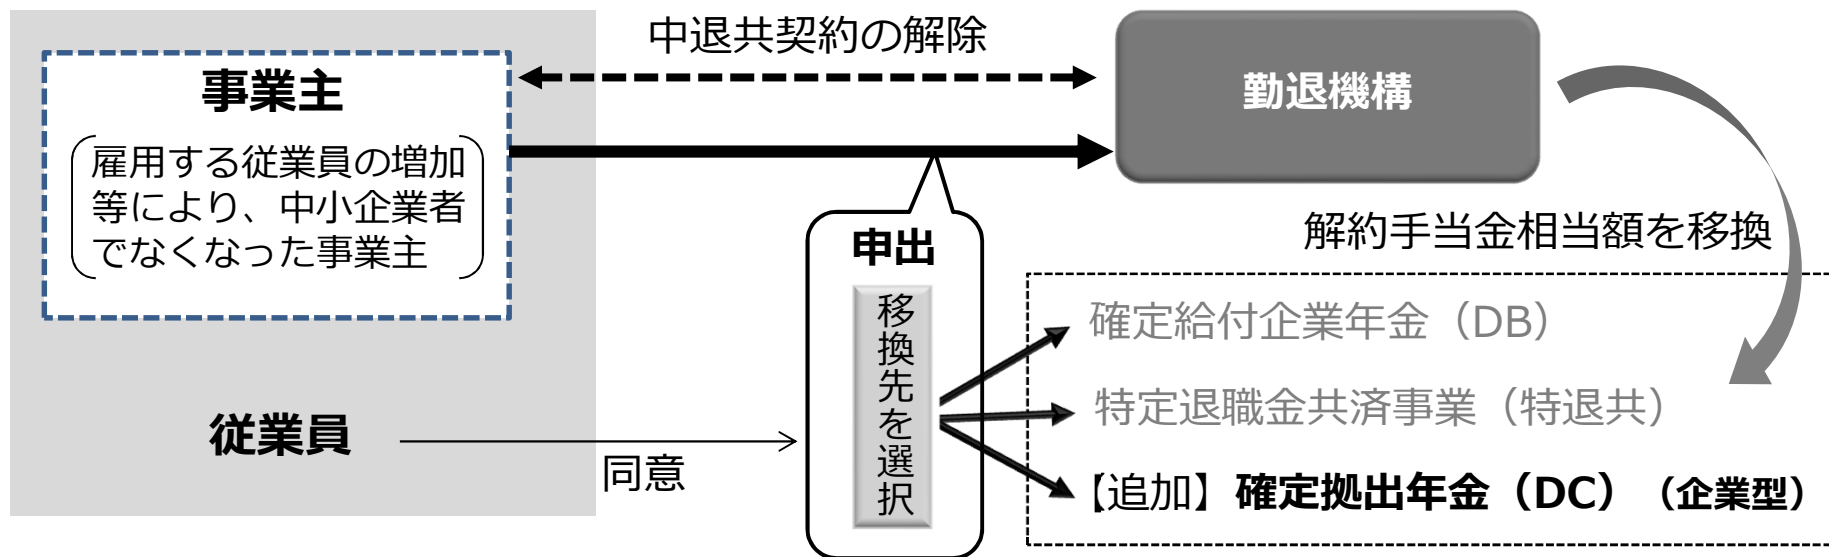 中退共契約の解除
事業主
雇用する従業員の増加
等により、中小企業者
でなくなった事業主
勤退機構
申出
移換先を選択
解約手当金相当額を移換
確定給付企業年金（DB）
特定退職金共済事業（特退共）
【追加】確定拠出年金（DC）（企業型）
従業員
同意